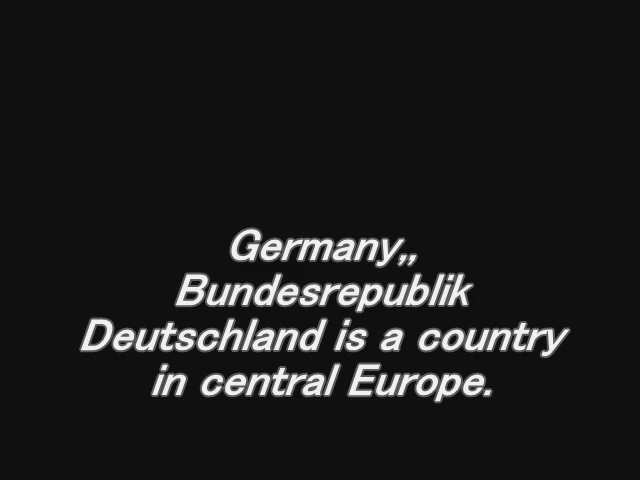 Germany,,
Bundesrepublik
Deutschland is a country
in central Europe.